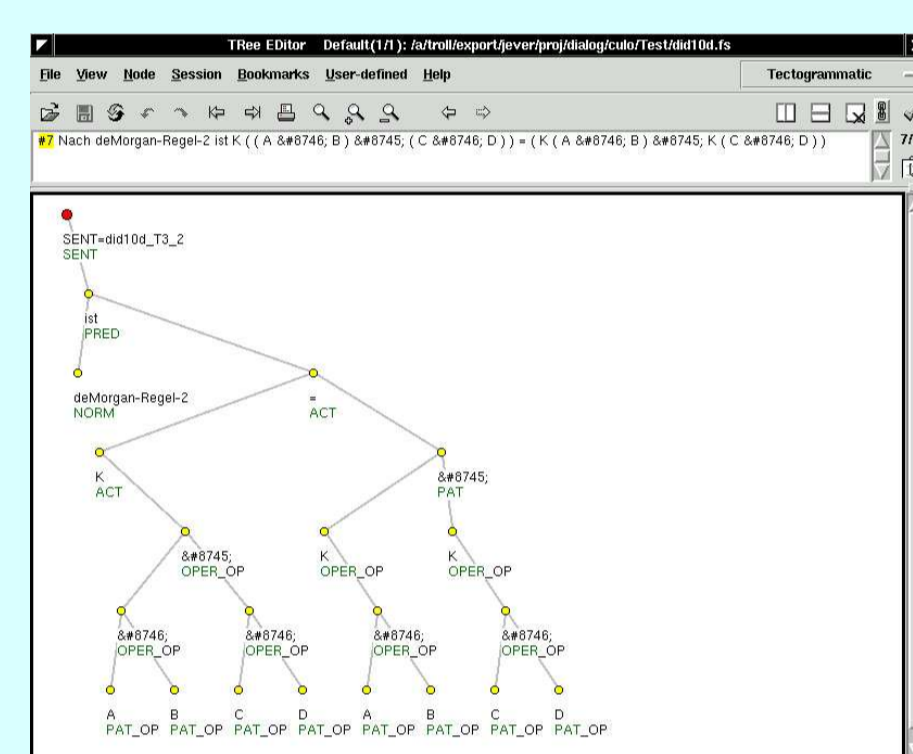 TRee EDitor Default(1/1): /a/troll/export/jever/proj/dialog/culo/Test/did10d.fs
File View Node Session Bookmarks User-defined Help Tectogrammatic
#7 Nach deMorgan-Regel-2 ist K ( ( A &#8746; B ) &#8745; ( C &#8746; D ) ) = ( K ( A &#8746; B ) &#8745; K ( C &#8746; D ) )
SENT=did10d_T3_2
SENT
ist
PRED
deMorgan-Regel-2 =
NORM ACT
K &#8745;
ACT PAT
&#8745; K K
OPER_OP OPER_OP OPER_OP
&#8746; &#8746; &#8746; &#8746;
OPER_OP OPER_OP OPER_OP OPER_OP
A B C D A B C D
PAT_OP PAT_OP PAT_OP PAT_OP PAT_OP PAT_OP PAT_OP PAT_OP